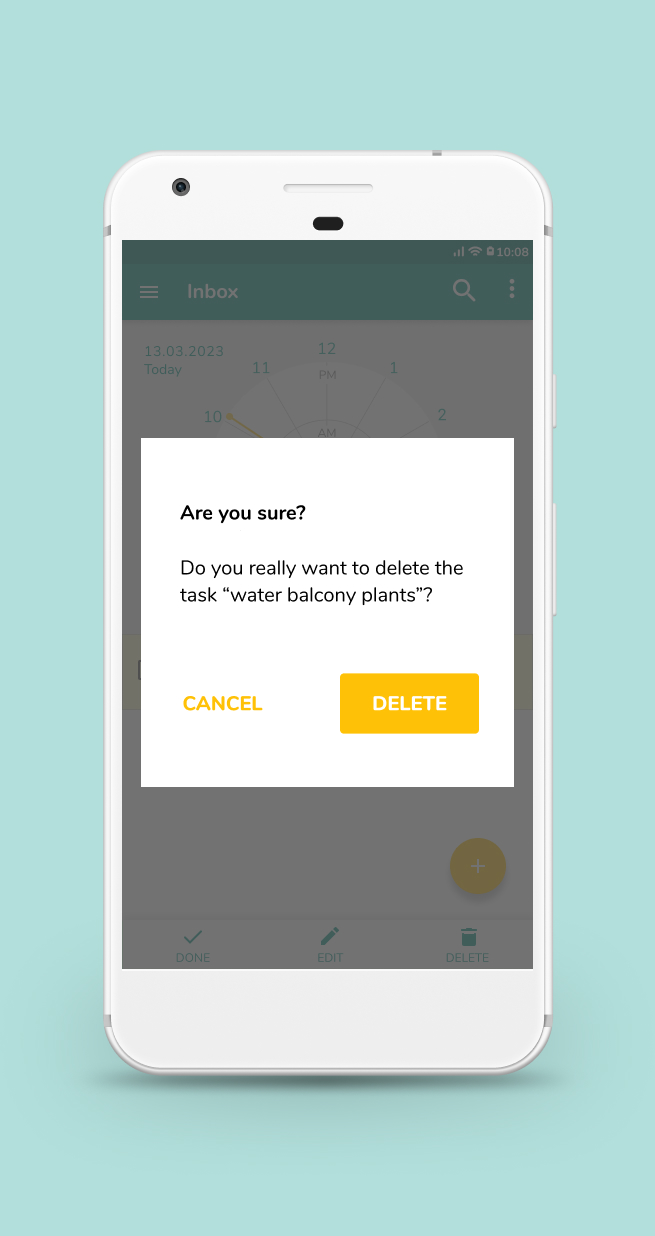 10:08
Inbox
12
13.03.2023
PM
11
1
Today
10
2
AM
Are you sure?
Do you really want to delete the
task “water balcony plants”?
CANCEL
DELETE
DONE
EDIT
DELETE